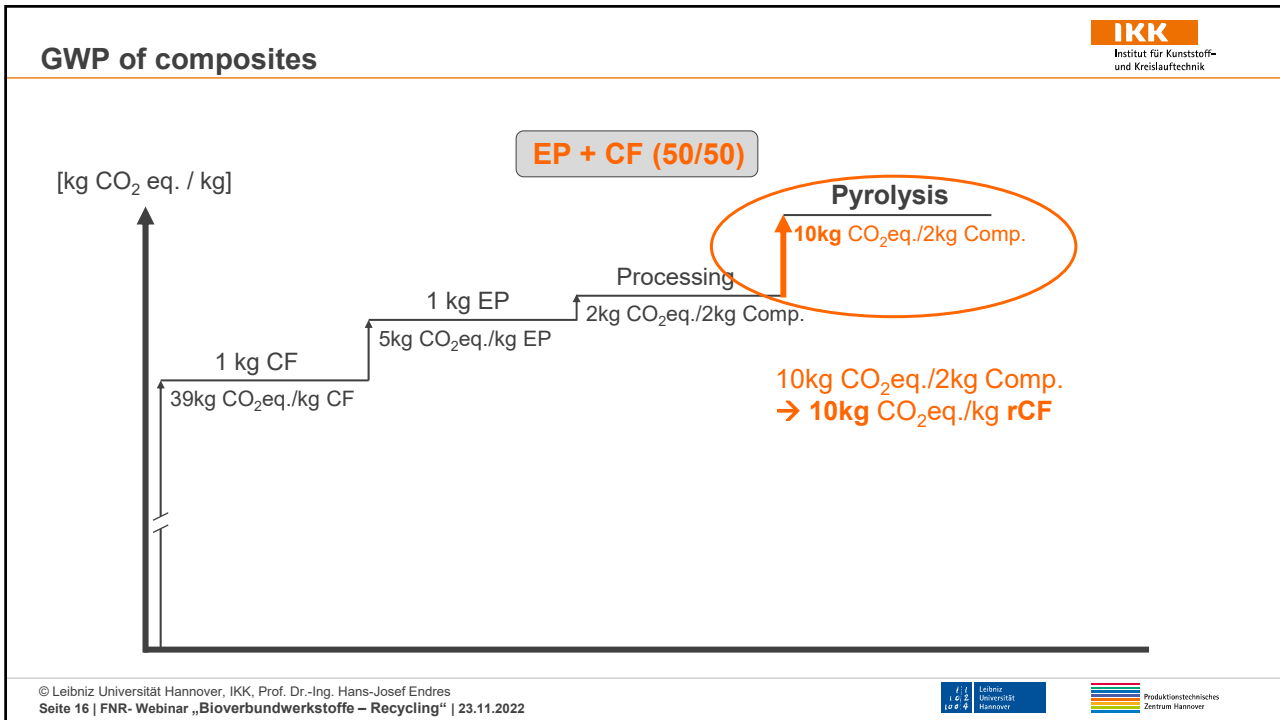 GWP of composites
IKK
Institut für Kunststoff-
und Kreislauftechnik
EP + CF (50/50)
[kg CO₂ eq. / kg]
Pyrolysis
10kg CO₂eq./2kg Comp.
Processing
2kg CO₂eq./2kg Comp.
1 kg EP
5kg CO₂eq./kg EP
1 kg CF
39kg CO₂eq./kg CF
10kg CO₂eq./2kg Comp.
→ 10kg CO₂eq./kg rCF
© Leibniz Universität Hannover, IKK, Prof. Dr.-Ing. Hans-Josef Endres
Seite 16 | FNR- Webinar „Bioverbundwerkstoffe – Recycling“ | 23.11.2022
Leibniz
Universität
Hannover
Produktionstechnisches
Zentrum Hannover